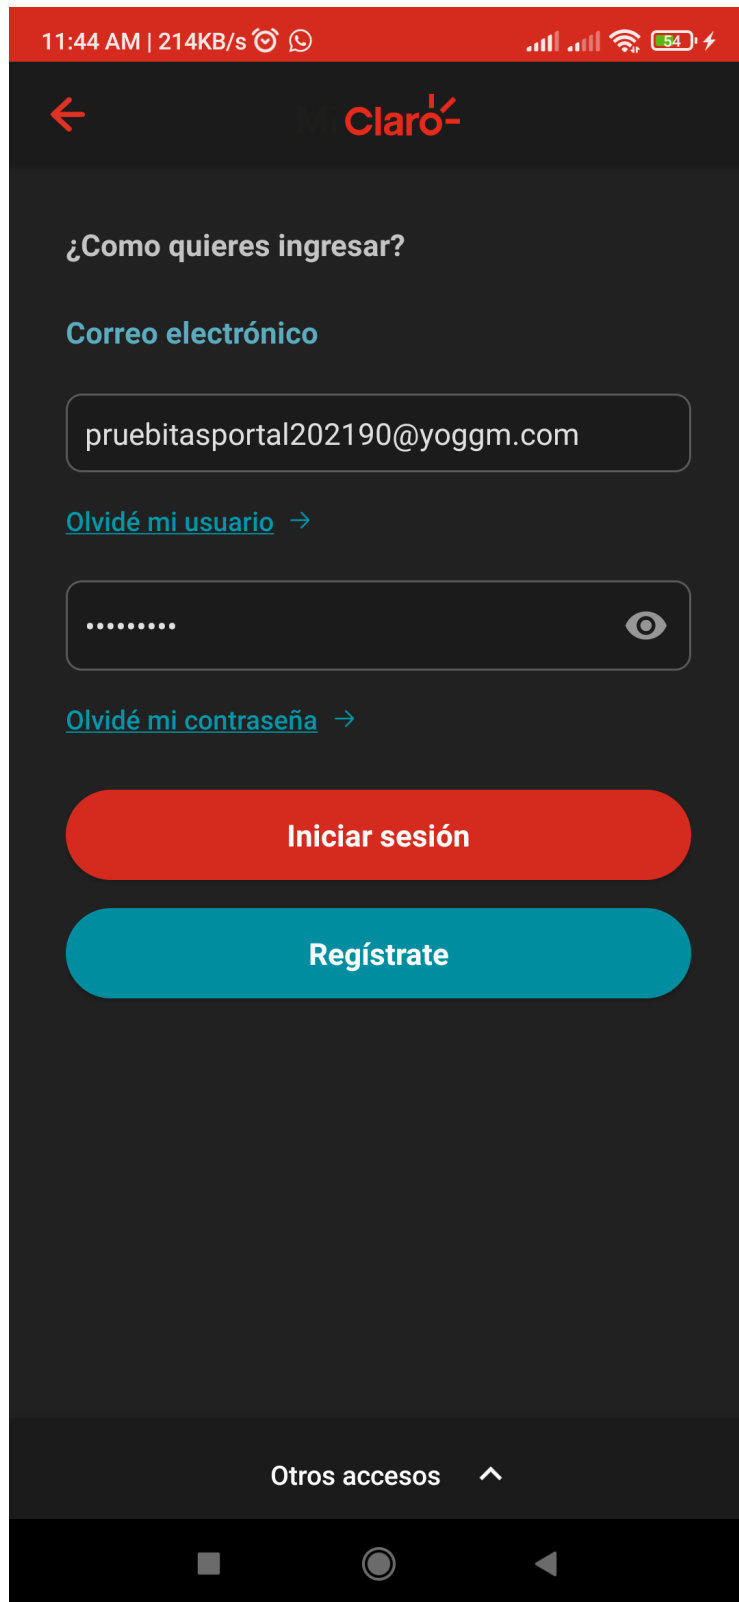 11:44 AM | 214KB/s
54
Mi Claro
¿Como quieres ingresar?
Correo electrónico
pruebitasportal202190@yoggm.com
Olvidé mi usuario →
•••••••••
Olvidé mi contraseña →
Iniciar sesión
Regístrate
Otros accesos